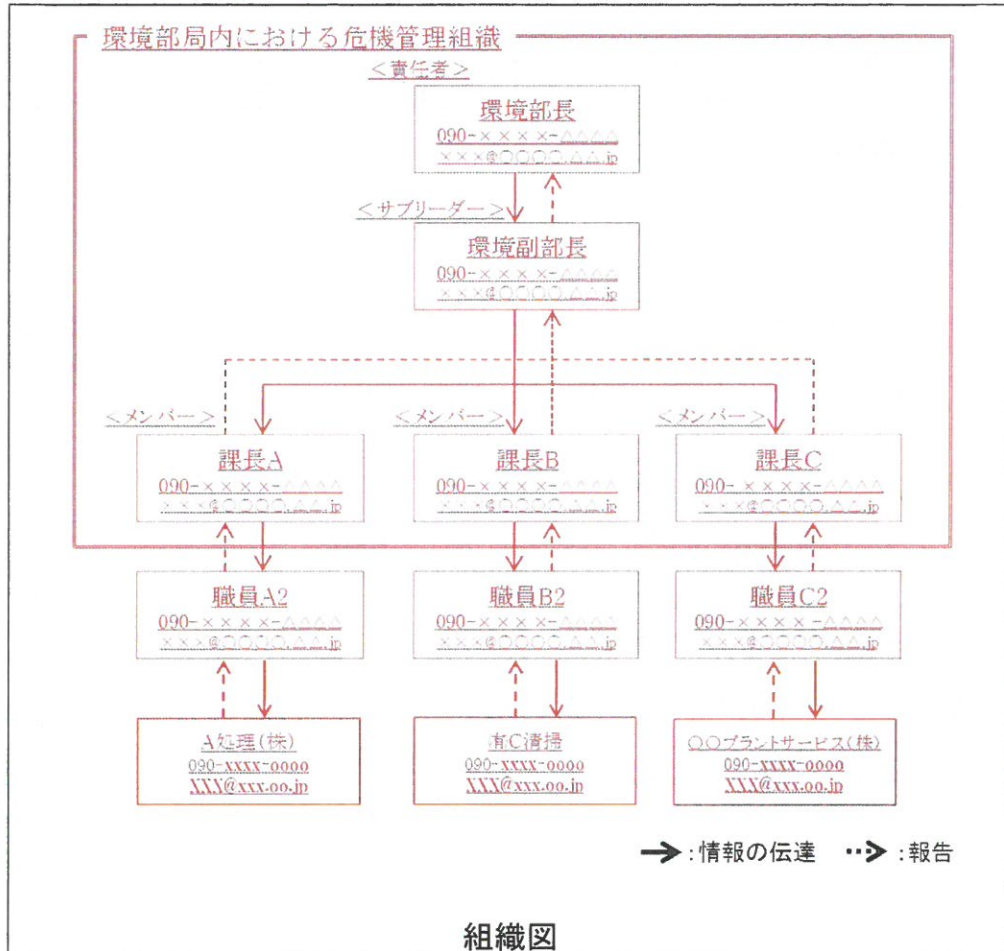 環境部局内における危機管理組織
<責任者>
環境部長
090-××××-△△△△
×××@○○○○.△△.jp
<サブリーダー>
環境副部長
090-××××-△△△△
×××@○○○○.△△.jp
<メンバー>
<メンバー>
<メンバー>
課長A
090-××××-△△△△
×××@○○○○.△△.jp
課長B
090-××××-△△△△
×××@○○○○.△△.jp
課長C
090-××××-△△△△
×××@○○○○.△△.jp
職員A2
090-××××-△△△△
×××@○○○○.△△.jp
職員B2
090-××××-△△△△
×××@○○○○.△△.jp
職員C2
090-××××-△△△△
×××@○○○○.△△.jp
A処理(株)
090-xxxx-oooo
XXX@xxx.oo.jp
有C清掃
090-xxxx-oooo
XXX@xxx.oo.jp
○○プラントサービス(株)
090-xxxx-oooo
XXX@xxx.oo.jp
:情報の伝達 :報告
組織図